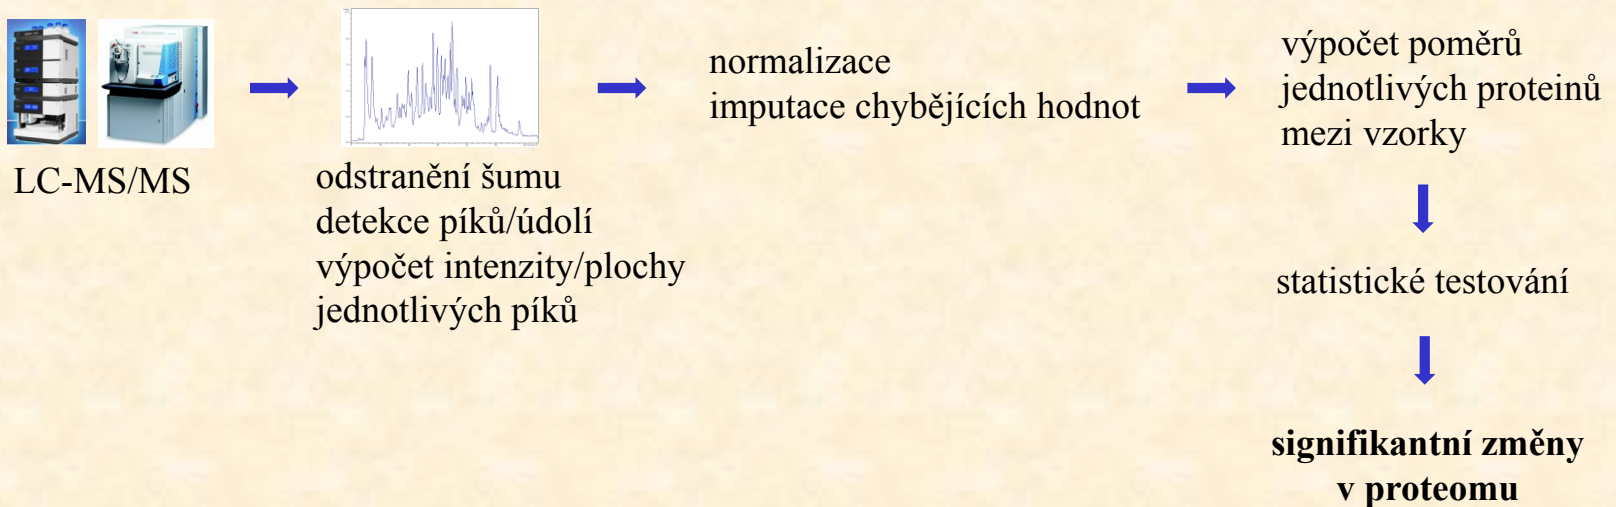 LC-MS/MS
odstranění šumu
detekce píků/údolí
výpočet intenzity/plochy
jednotlivých píků
normalizace
imputace chybějících hodnot
výpočet poměrů
jednotlivých proteinů
mezi vzorky
statistické testování
signifikantní změny
v proteomu